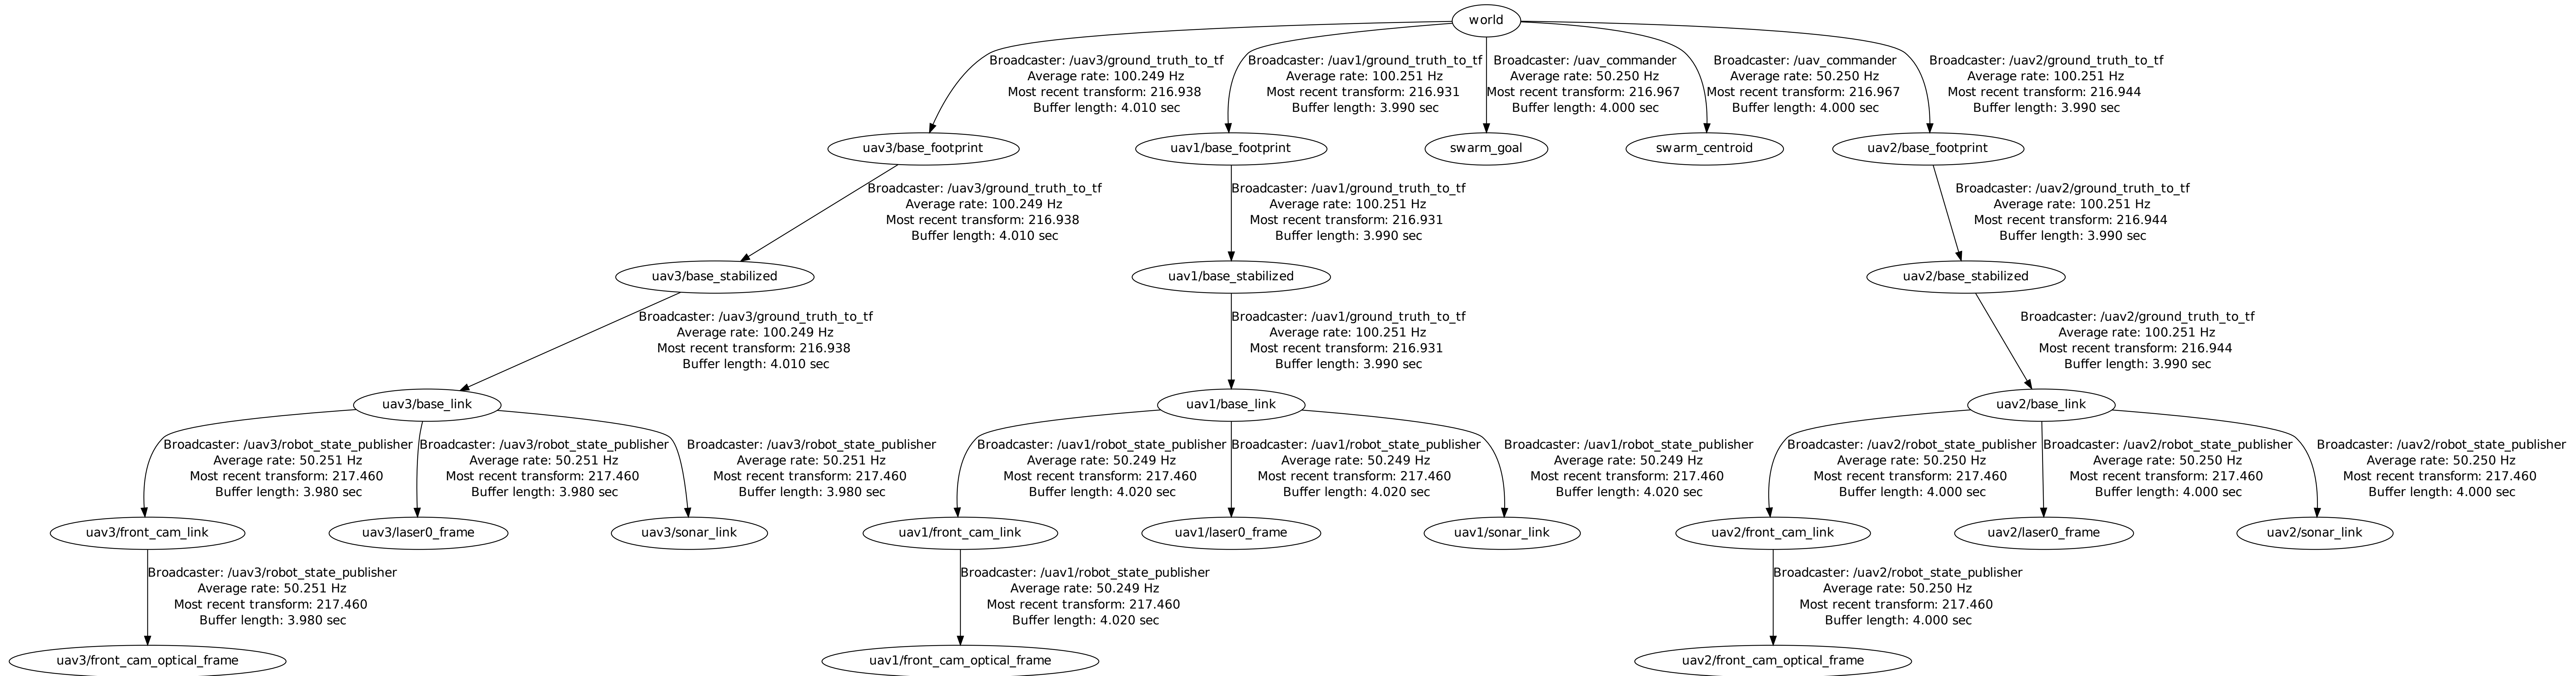 world
Broadcaster: /uav3/ground_truth_to_tf
Average rate: 100.249 Hz
Most recent transform: 216.938
Buffer length: 4.010 sec
Broadcaster: /uav1/ground_truth_to_tf
Average rate: 100.251 Hz
Most recent transform: 216.931
Buffer length: 3.990 sec
Broadcaster: /uav_commander
Average rate: 50.250 Hz
Most recent transform: 216.967
Buffer length: 4.000 sec
Broadcaster: /uav_commander
Average rate: 50.250 Hz
Most recent transform: 216.967
Buffer length: 4.000 sec
Broadcaster: /uav2/ground_truth_to_tf
Average rate: 100.251 Hz
Most recent transform: 216.944
Buffer length: 3.990 sec
uav3/base_footprint
uav1/base_footprint
swarm_goal
swarm_centroid
uav2/base_footprint
Broadcaster: /uav3/ground_truth_to_tf
Average rate: 100.249 Hz
Most recent transform: 216.938
Buffer length: 4.010 sec
Broadcaster: /uav1/ground_truth_to_tf
Average rate: 100.251 Hz
Most recent transform: 216.931
Buffer length: 3.990 sec
Broadcaster: /uav2/ground_truth_to_tf
Average rate: 100.251 Hz
Most recent transform: 216.944
Buffer length: 3.990 sec
uav3/base_stabilized
uav1/base_stabilized
uav2/base_stabilized
Broadcaster: /uav3/ground_truth_to_tf
Average rate: 100.249 Hz
Most recent transform: 216.938
Buffer length: 4.010 sec
Broadcaster: /uav1/ground_truth_to_tf
Average rate: 100.251 Hz
Most recent transform: 216.931
Buffer length: 3.990 sec
Broadcaster: /uav2/ground_truth_to_tf
Average rate: 100.251 Hz
Most recent transform: 216.944
Buffer length: 3.990 sec
uav3/base_link
uav1/base_link
uav2/base_link
Broadcaster: /uav3/robot_state_publisher
Average rate: 50.251 Hz
Most recent transform: 217.460
Buffer length: 3.980 sec
Broadcaster: /uav3/robot_state_publisher
Average rate: 50.251 Hz
Most recent transform: 217.460
Buffer length: 3.980 sec
Broadcaster: /uav3/robot_state_publisher
Average rate: 50.251 Hz
Most recent transform: 217.460
Buffer length: 3.980 sec
Broadcaster: /uav1/robot_state_publisher
Average rate: 50.249 Hz
Most recent transform: 217.460
Buffer length: 4.020 sec
Broadcaster: /uav1/robot_state_publisher
Average rate: 50.249 Hz
Most recent transform: 217.460
Buffer length: 4.020 sec
Broadcaster: /uav1/robot_state_publisher
Average rate: 50.249 Hz
Most recent transform: 217.460
Buffer length: 4.020 sec
Broadcaster: /uav2/robot_state_publisher
Average rate: 50.250 Hz
Most recent transform: 217.460
Buffer length: 4.000 sec
Broadcaster: /uav2/robot_state_publisher
Average rate: 50.250 Hz
Most recent transform: 217.460
Buffer length: 4.000 sec
Broadcaster: /uav2/robot_state_publisher
Average rate: 50.250 Hz
Most recent transform: 217.460
Buffer length: 4.000 sec
uav3/front_cam_link
uav3/laser0_frame
uav3/sonar_link
uav1/front_cam_link
uav1/laser0_frame
uav1/sonar_link
uav2/front_cam_link
uav2/laser0_frame
uav2/sonar_link
Broadcaster: /uav3/robot_state_publisher
Average rate: 50.251 Hz
Most recent transform: 217.460
Buffer length: 3.980 sec
Broadcaster: /uav1/robot_state_publisher
Average rate: 50.249 Hz
Most recent transform: 217.460
Buffer length: 4.020 sec
Broadcaster: /uav2/robot_state_publisher
Average rate: 50.250 Hz
Most recent transform: 217.460
Buffer length: 4.000 sec
uav3/front_cam_optical_frame
uav1/front_cam_optical_frame
uav2/front_cam_optical_frame